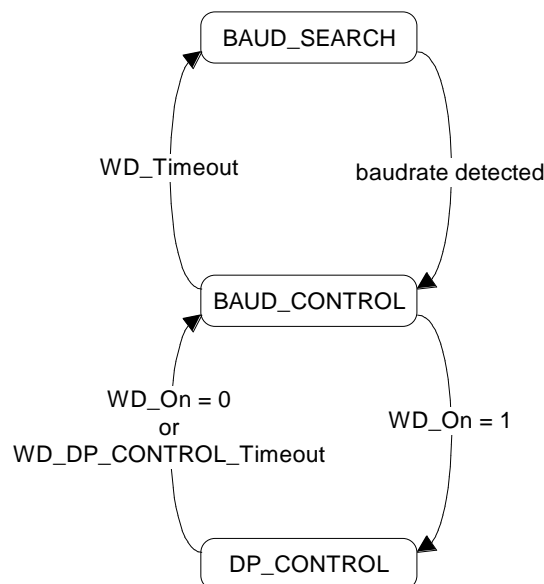 BAUD_SEARCH
WD_Timeout
baudrate detected
BAUD_CONTROL
WD_On = 0
or
WD_DP_CONTROL_Timeout
WD_On = 1
DP_CONTROL